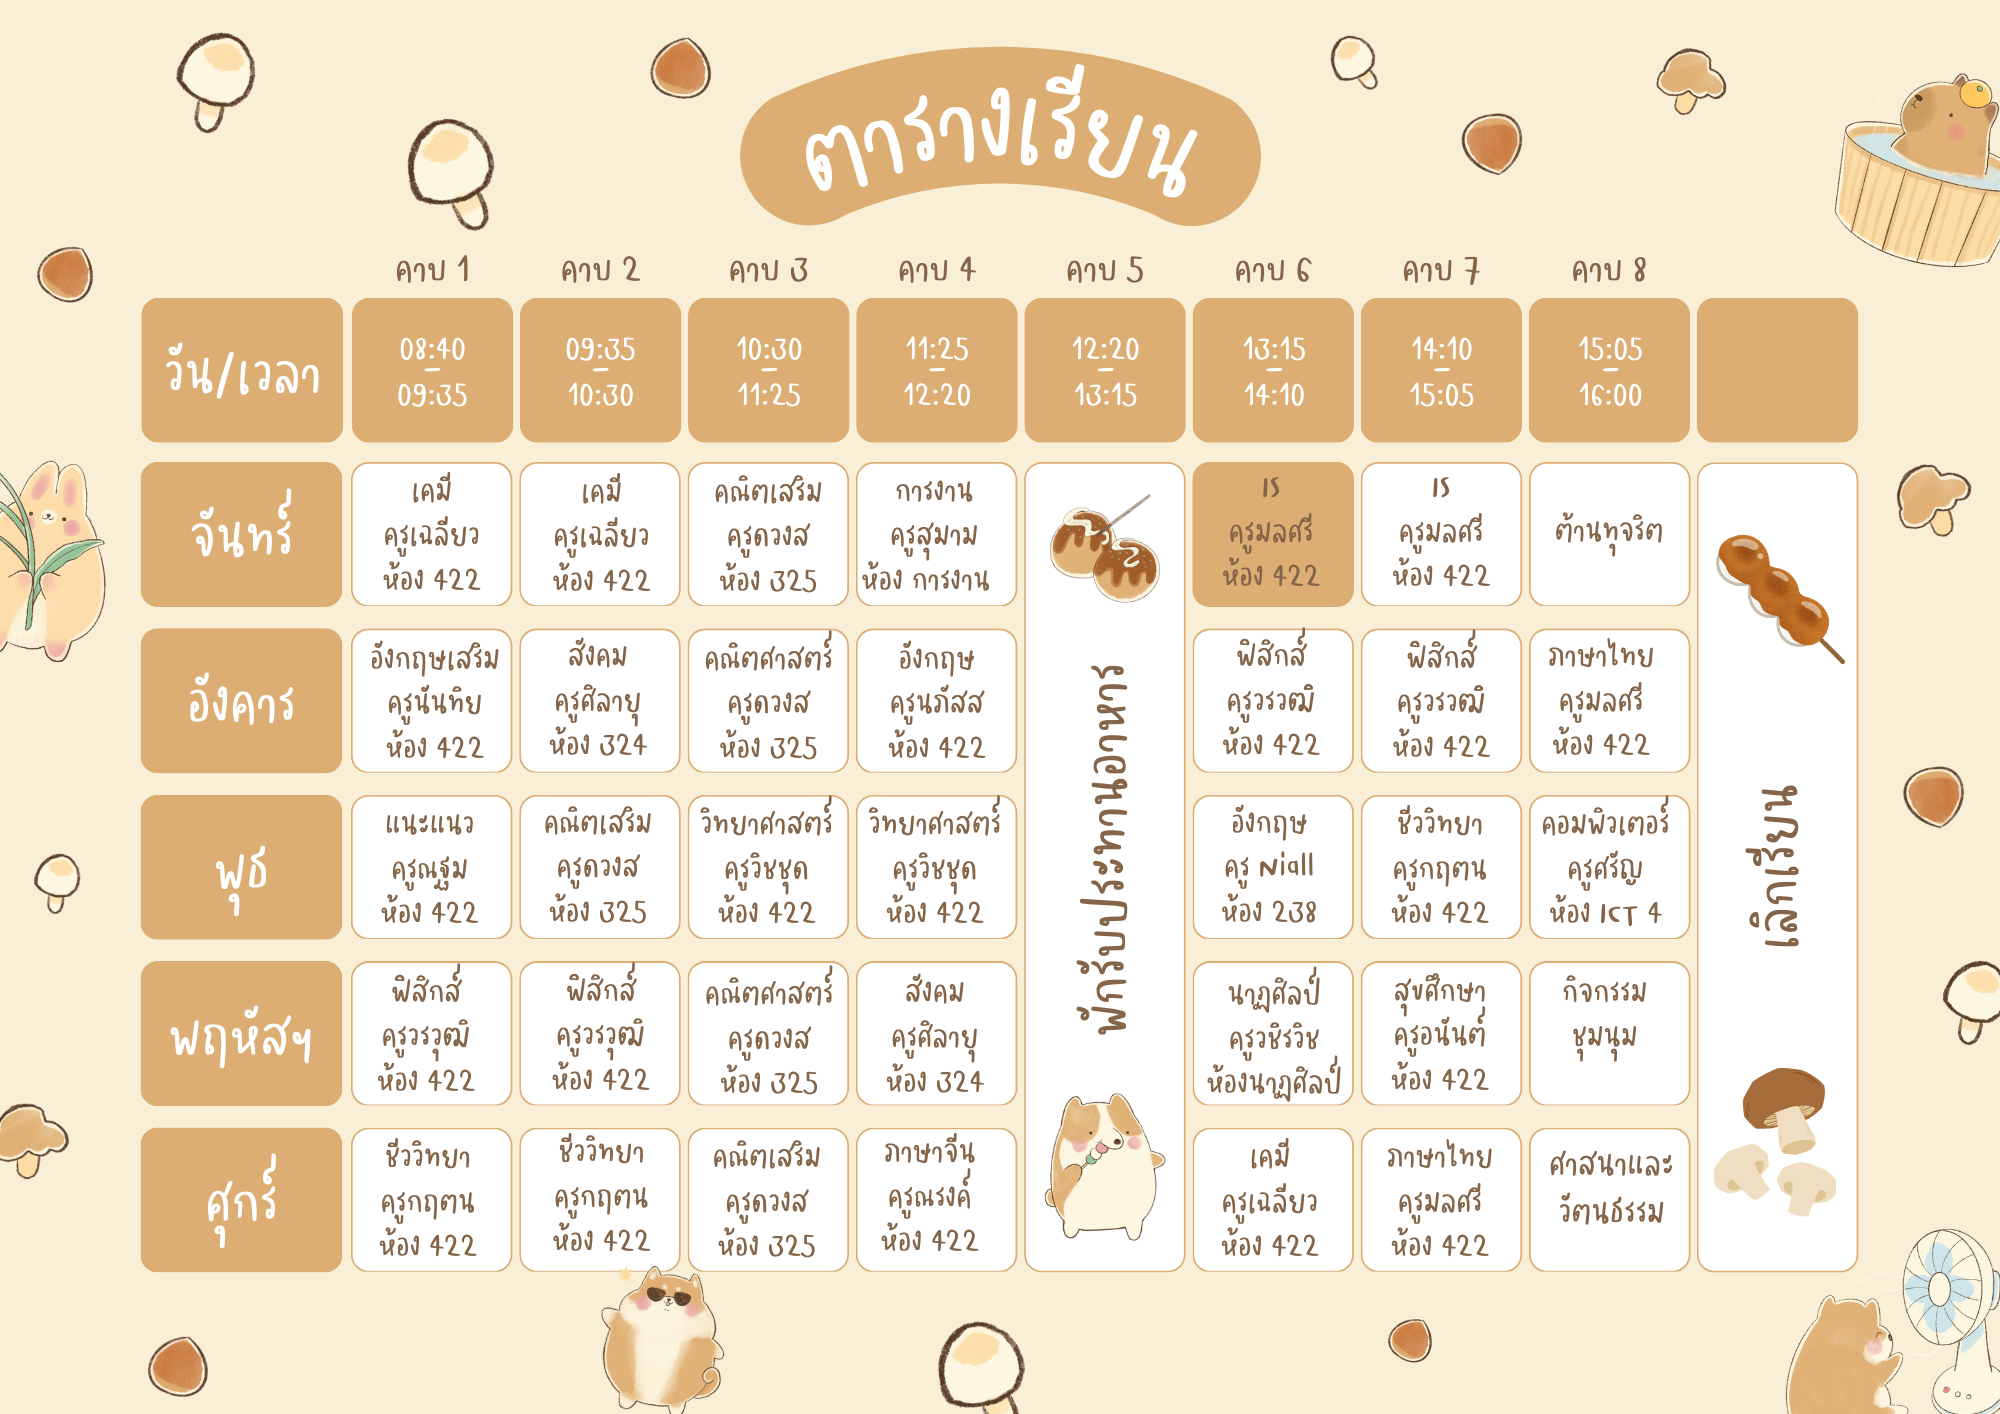 ตารางเรียน
คาบ 1
คาบ 2
คาบ 3
คาบ 4
คาบ 5
คาบ 6
คาบ 7
คาบ 8
วัน/เวลา
08:40
–
09:35
09:35
–
10:30
10:30
–
11:25
11:25
–
12:20
12:20
–
13:15
13:15
–
14:10
14:10
–
15:05
15:05
–
16:00
จันทร์
เคมี
ครูเฉลียว
ห้อง 422
เคมี
ครูเฉลียว
ห้อง 422
คณิตเสริม
ครูดวงส
ห้อง 325
การงาน
ครูสุมาม
ห้อง การงาน
พักรับประทานอาหาร
IS
ครูมลศรี
ห้อง 422
IS
ครูมลศรี
ห้อง 422
ต้านทุจริต
เลิกเรียน
อังคาร
อังกฤษเสริม
ครูนันทิย
ห้อง 422
สังคม
ครูศิลายุ
ห้อง 324
คณิตศาสตร์
ครูดวงส
ห้อง 325
อังกฤษ
ครูนภัสส
ห้อง 422
ฟิสิกส์
ครูวรวฒิ
ห้อง 422
ฟิสิกส์
ครูวรวฒิ
ห้อง 422
ภาษาไทย
ครูมลศรี
ห้อง 422
พุธ
แนะแนว
ครูณฐม
ห้อง 422
คณิตเสริม
ครูดวงส
ห้อง 325
วิทยาศาสตร์
ครูวิชชุด
ห้อง 422
วิทยาศาสตร์
ครูวิชชุด
ห้อง 422
อังกฤษ
ครู Niall
ห้อง 238
ชีววิทยา
ครูกฤตน
ห้อง 422
คอมพิวเตอร์
ครูศรัญ
ห้อง ICT 4
พฤหัสฯ
ฟิสิกส์
ครูวรวุฒิ
ห้อง 422
ฟิสิกส์
ครูวรวุฒิ
ห้อง 422
คณิตศาสตร์
ครูดวงส
ห้อง 325
สังคม
ครูศิลายุ
ห้อง 324
นาฏศิลป์
ครูวชิรวิช
ห้องนาฏศิลป์
สุขศึกษา
ครูอนันต์
ห้อง 422
กิจกรรม
ชุมนุม
ศุกร์
ชีววิทยา
ครูกฤตน
ห้อง 422
ชีววิทยา
ครูกฤตน
ห้อง 422
คณิตเสริม
ครูดวงส
ห้อง 325
ภาษาจีน
ครูณรงค์
ห้อง 422
เคมี
ครูเฉลียว
ห้อง 422
ภาษาไทย
ครูมลศรี
ห้อง 422
ศาสนาและ
วัตนธรรม